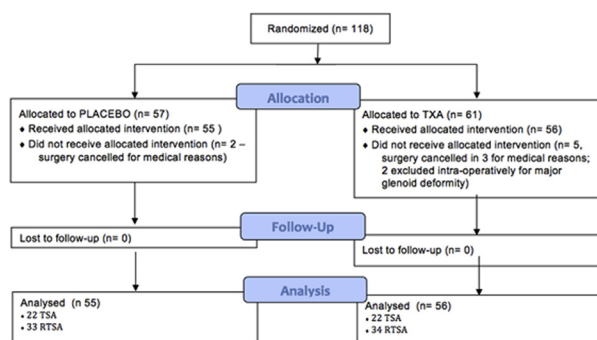 Randomized (n= 118)
Allocation
Allocated to PLACEBO (n= 57)
♦ Received allocated intervention (n= 55 )
♦ Did not receive allocated intervention (n= 2 –
surgery cancelled for medical reasons)
Allocated to TXA (n= 61)
♦ Received allocated intervention (n= 56)
♦ Did not receive allocated intervention (n= 5,
surgery cancelled in 3 for medical reasons;
2 excluded intra-operatively for major
glenoid deformity)
Follow-Up
Lost to follow-up (n= 0)
Lost to follow-up (n= 0)
Analysis
Analysed (n 55)
• 22 TSA
• 33 RTSA
Analysed (n= 56)
• 22 TSA
• 34 RTSA